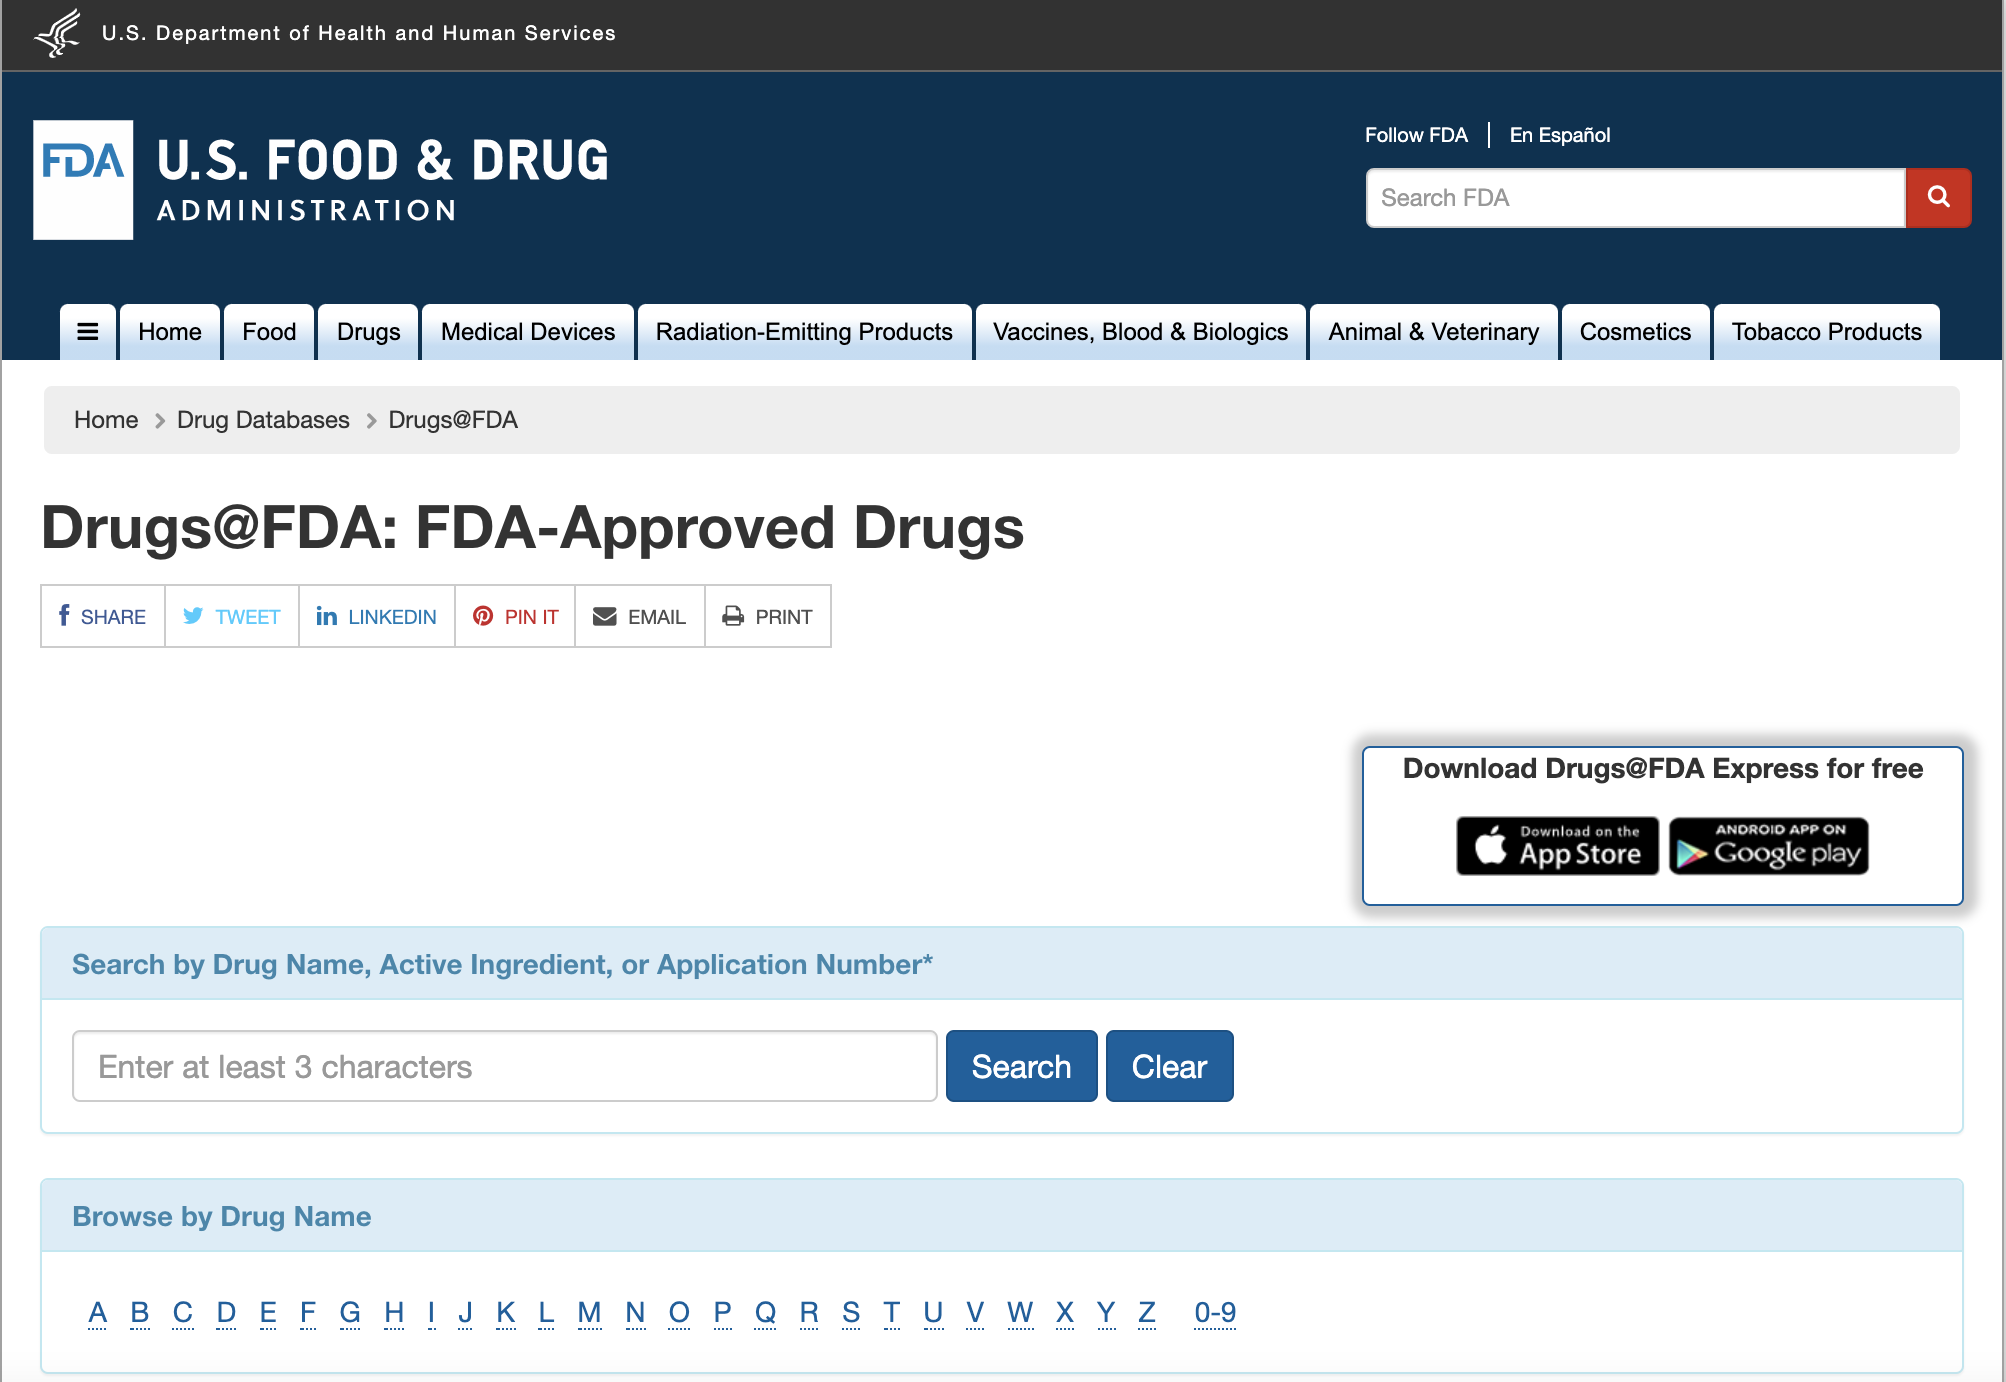 U.S. Department of Health and Human Services
FDA U.S. FOOD & DRUG
ADMINISTRATION
Follow FDA | En Español
Search FDA
Home Food Drugs Medical Devices Radiation-Emitting Products Vaccines, Blood & Biologics Animal & Veterinary Cosmetics Tobacco Products
Home > Drug Databases > Drugs@FDA
Drugs@FDA: FDA-Approved Drugs
f SHARE TWEET in LINKEDIN PIN IT EMAIL PRINT
Download Drugs@FDA Express for free
Download on the
App Store
ANDROID APP ON
Google play
Search by Drug Name, Active Ingredient, or Application Number*
Enter at least 3 characters Search Clear
Browse by Drug Name
A B C D E F G H I J K L M N O P Q R S T U V W X Y Z 0-9